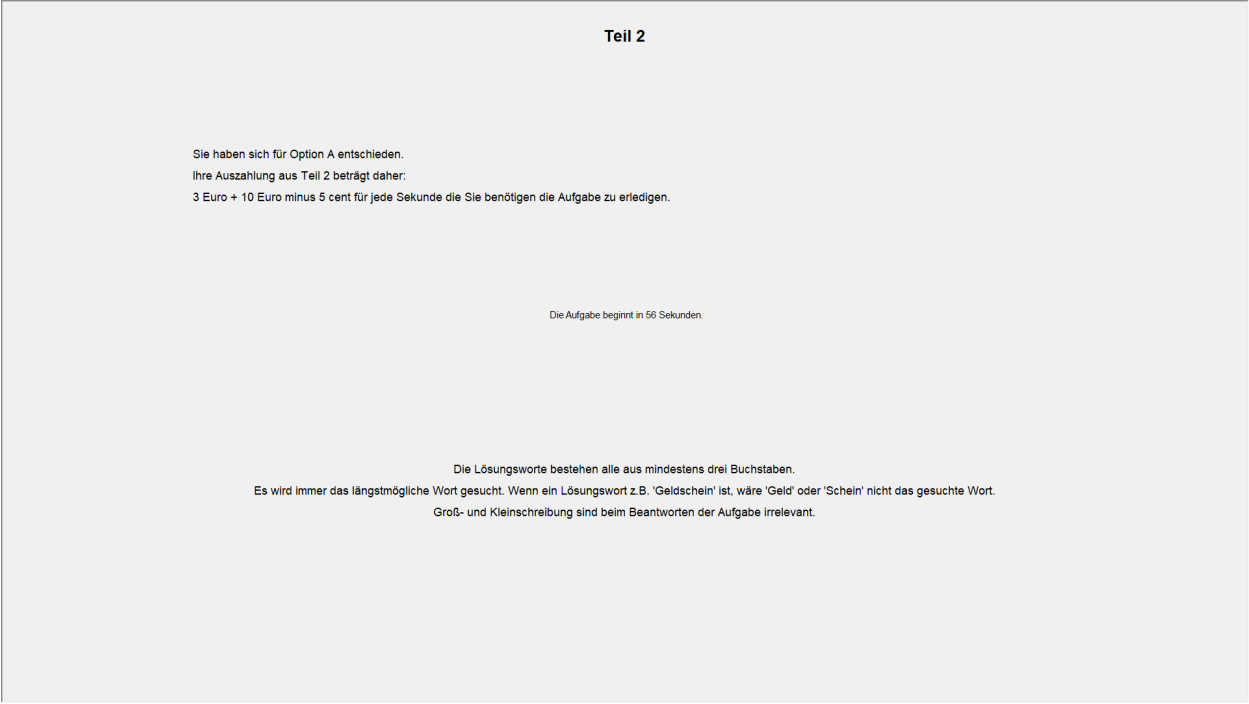 Teil 2
Sie haben sich für Option A entschieden.
Ihre Auszahlung aus Teil 2 beträgt daher:
3 Euro + 10 Euro minus 5 cent für jede Sekunde die Sie benötigen die Aufgabe zu erledigen.
Die Aufgabe beginnt in 56 Sekunden.
Die Lösungsworte bestehen alle aus mindestens drei Buchstaben.
Es wird immer das längstmögliche Wort gesucht. Wenn ein Lösungswort z.B. 'Geldschein' ist, wäre 'Geld' oder 'Schein' nicht das gesuchte Wort.
Groß- und Kleinschreibung sind beim Beantworten der Aufgabe irrelevant.